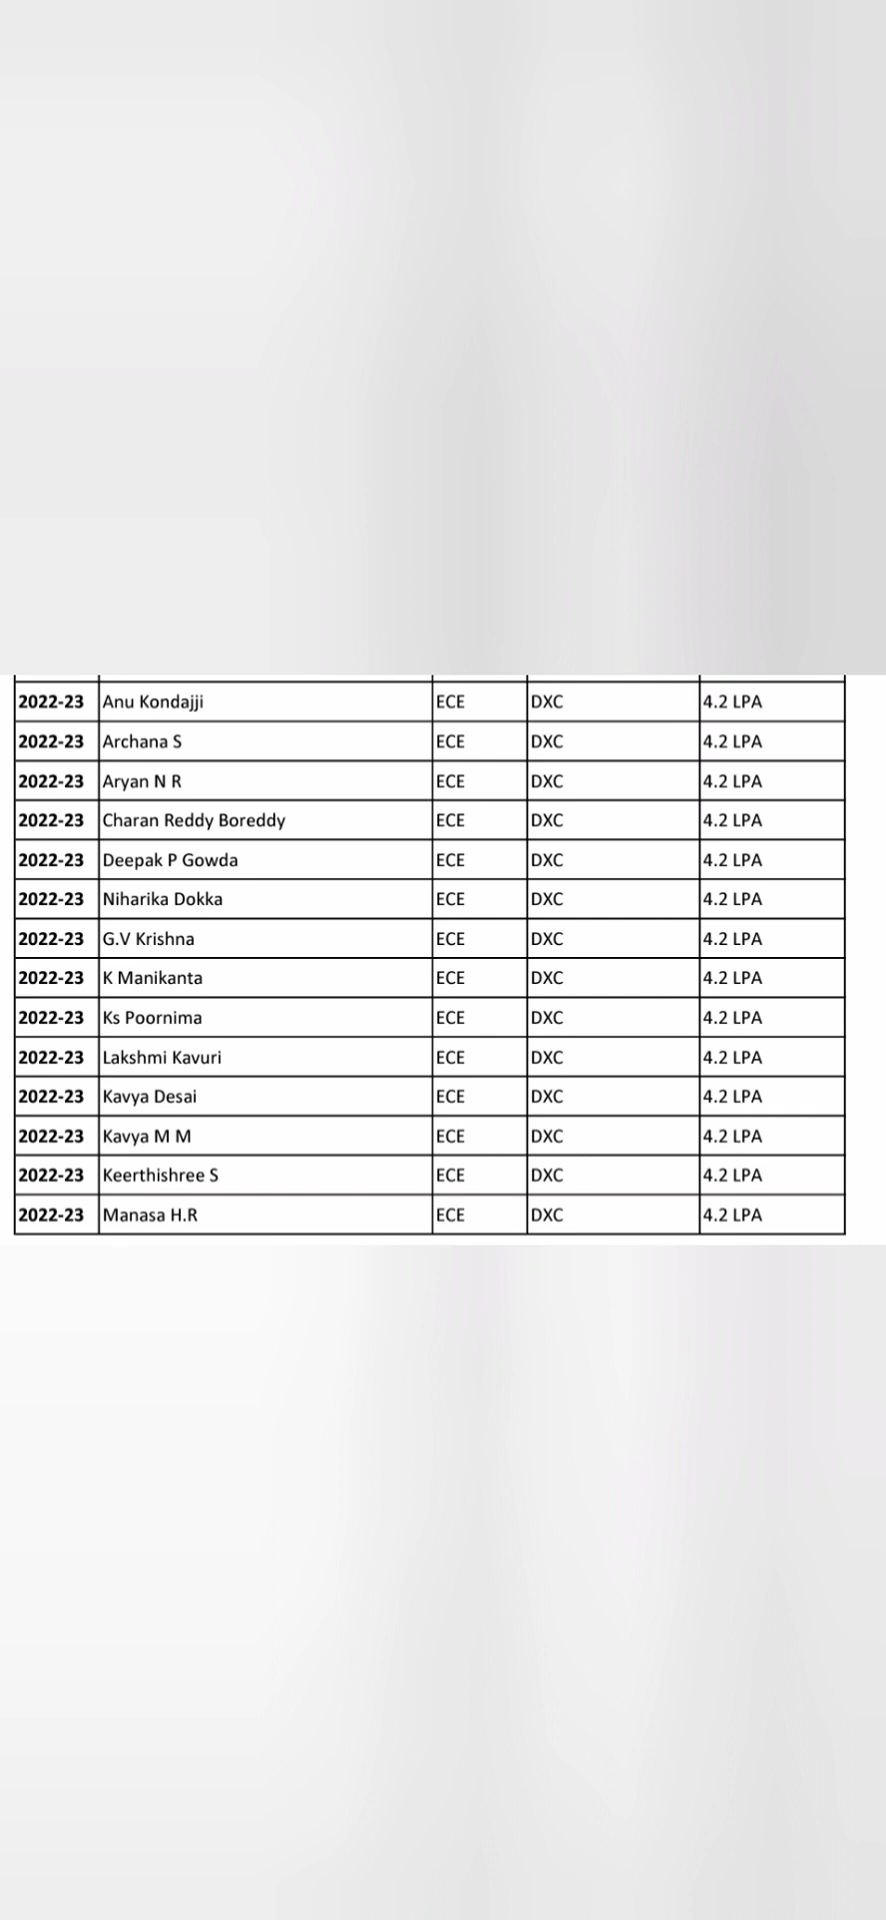 2022-23 Anu Kondajji ECE DXC 4.2 LPA
2022-23 Archana S ECE DXC 4.2 LPA
2022-23 Aryan N R ECE DXC 4.2 LPA
2022-23 Charan Reddy Boreddy ECE DXC 4.2 LPA
2022-23 Deepak P Gowda ECE DXC 4.2 LPA
2022-23 Niharika Dokka ECE DXC 4.2 LPA
2022-23 G.V Krishna ECE DXC 4.2 LPA
2022-23 K Manikanta ECE DXC 4.2 LPA
2022-23 Ks Poornima ECE DXC 4.2 LPA
2022-23 Lakshmi Kavuri ECE DXC 4.2 LPA
2022-23 Kavya Desai ECE DXC 4.2 LPA
2022-23 Kavya M M ECE DXC 4.2 LPA
2022-23 Keerthishree S ECE DXC 4.2 LPA
2022-23 Manasa H.R ECE DXC 4.2 LPA